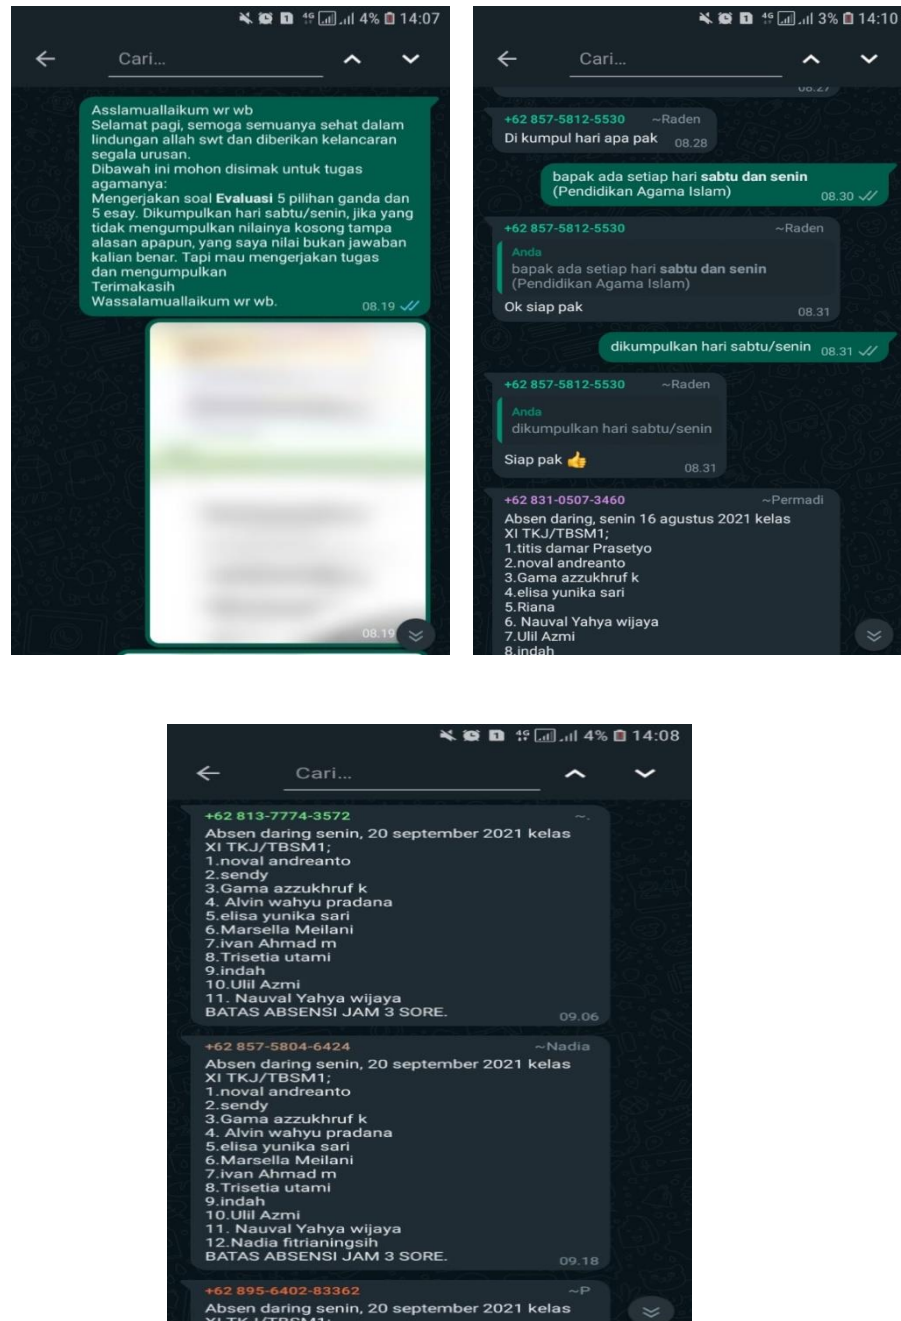 4G 4% 14:07
Cari...
Asslamuallaikum wr wb
Selamat pagi, semoga semuanya sehat dalam
lindungan allah swt dan diberikan kelancaran
segala urusan.
Dibawah ini mohon disimak untuk tugas
agamanya:
Mengerjakan soal Evaluasi 5 pilihan ganda dan
5 esay. Dikumpulkan hari sabtu/senin, jika yang
tidak mengumpulkan nilainya kosong tampa
alasan apapun, yang saya nilai bukan jawaban
kalian benar. Tapi mau mengerjakan tugas
dan mengumpulkan
Terimakasih
Wassalamuallaikum wr wb.
08.19
08.19
4G 3% 14:10
Cari...
08.27
+62 857-5812-5530 ~Raden
Di kumpul hari apa pak 08.28
bapak ada setiap hari sabtu dan senin
(Pendidikan Agama Islam) 08.30
+62 857-5812-5530 ~Raden
Anda
bapak ada setiap hari sabtu dan senin
(Pendidikan Agama Islam)
Ok siap pak 08.31
dikumpulkan hari sabtu/senin 08.31
+62 857-5812-5530 ~Raden
Anda
dikumpulkan hari sabtu/senin
Siap pak 👍 08.31
+62 831-0507-3460 ~Permadi
Absen daring, senin 16 agustus 2021 kelas
XI TKJ/TBSM1;
1.titis damar Prasetyo
2.noval andreanto
3.Gama azzukhruf k
4.elisa yunika sari
5.Riana
6. Nauval Yahya wijaya
7.Ulil Azmi
8.indah
1 4G 4% 14:08
Cari...
+62 813-7774-3572 ~.
Absen daring senin, 20 september 2021 kelas
XI TKJ/TBSM1;
1.noval andreanto
2.sendy
3.Gama azzukhruf k
4. Alvin wahyu pradana
5.elisa yunika sari
6.Marsella Meilani
7.ivan Ahmad m
8.Trisetia utami
9.indah
10.Ulil Azmi
11. Nauval Yahya wijaya
BATAS ABSENSI JAM 3 SORE. 09.06
+62 857-5804-6424 ~Nadia
Absen daring senin, 20 september 2021 kelas
XI TKJ/TBSM1;
1.noval andreanto
2.sendy
3.Gama azzukhruf k
4. Alvin wahyu pradana
5.elisa yunika sari
6.Marsella Meilani
7.ivan Ahmad m
8.Trisetia utami
9.indah
10.Ulil Azmi
11. Nauval Yahya wijaya
12.Nadia fitrianingsih
BATAS ABSENSI JAM 3 SORE. 09.18
+62 895-6402-83362 ~P
Absen daring senin, 20 september 2021 kelas
XI TKJ/TBSM1;